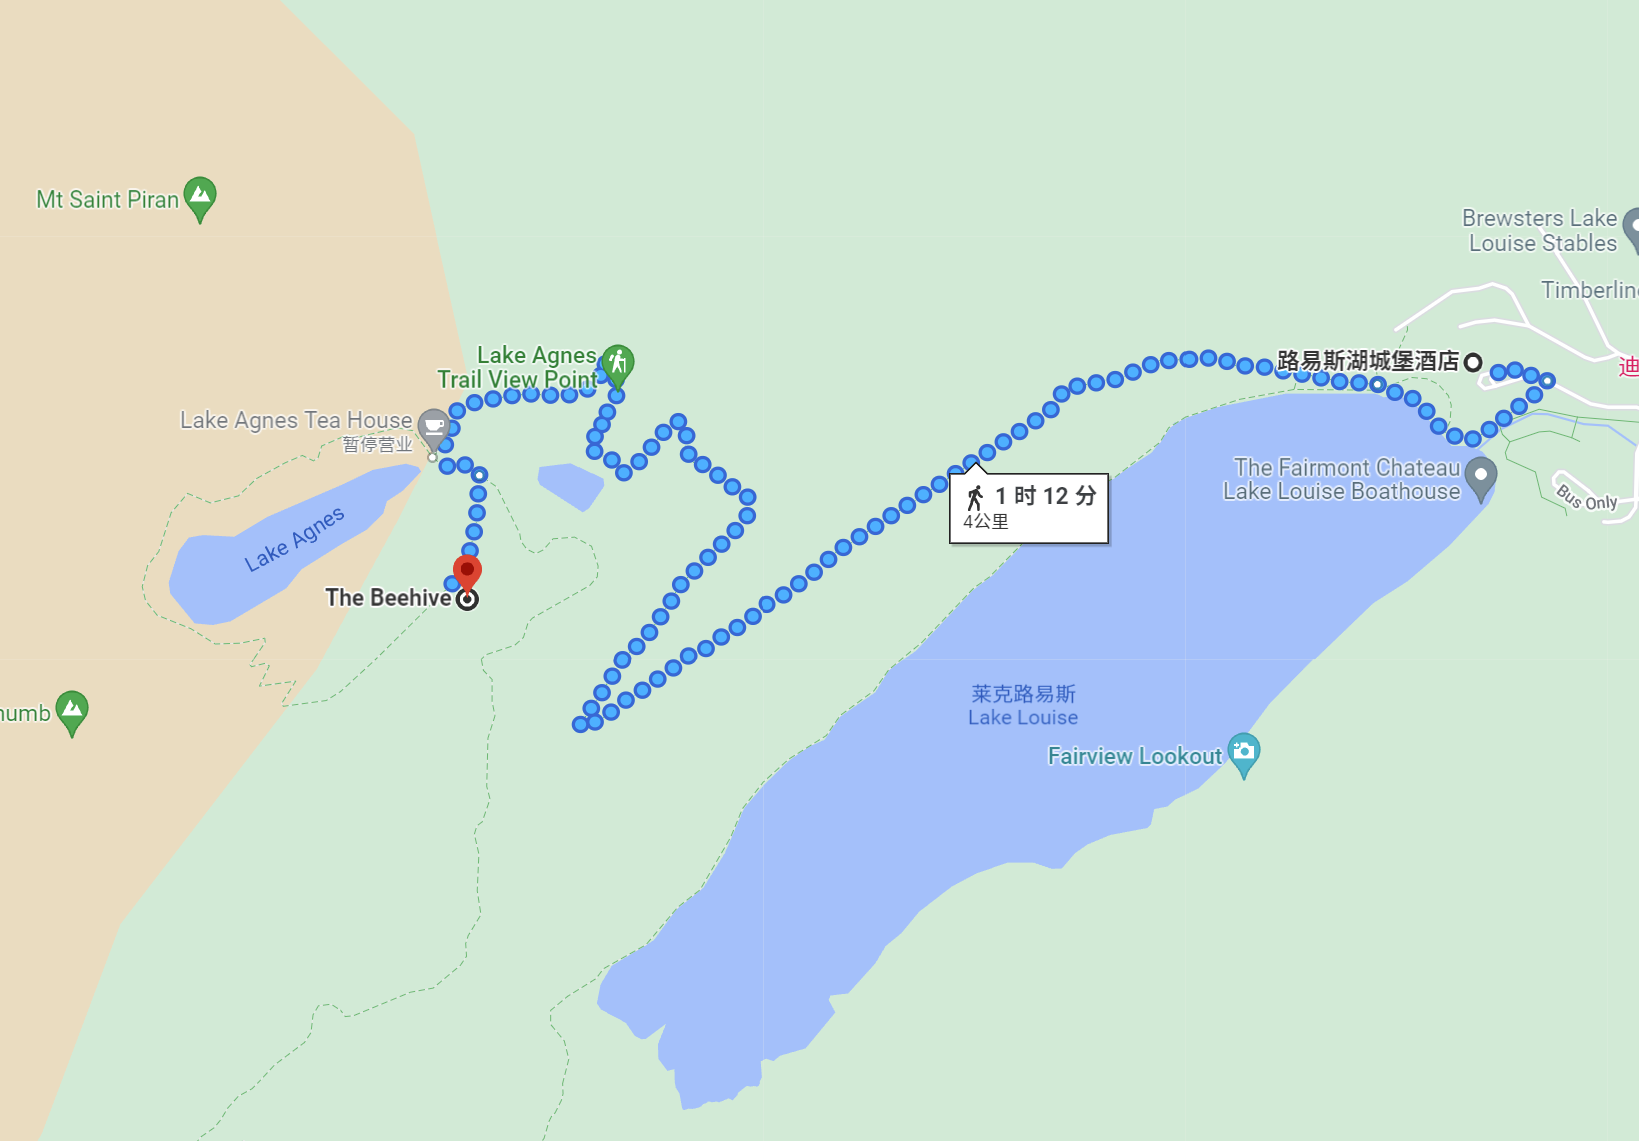 Mt Saint Piran
Brewsters Lake
Louise Stables
Timberline
Lake Agnes
Trail View Point
路易斯湖城堡酒店
迪
Lake Agnes Tea House
暂停营业
The Fairmont Chateau
Lake Louise Boathouse
1 时 12 分
4公里
Bus Only
Lake Agnes
The Beehive
莱克路易斯
Lake Louise
numb
Fairview Lookout